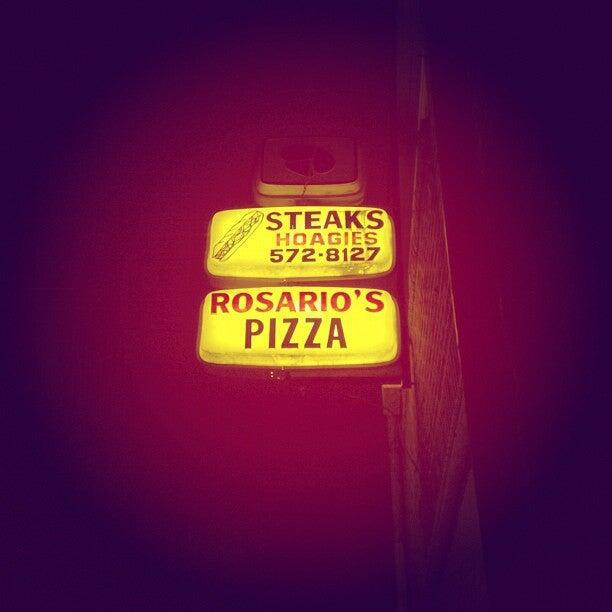 STEAKS
HOAGIES
572-8127
ROSARIO'S
PIZZA